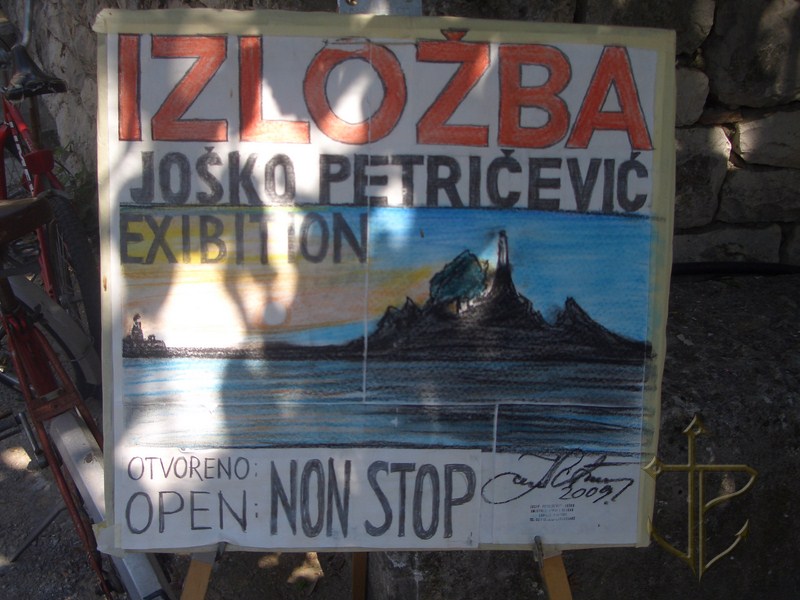 IZLOŽBA
JOŠKO PETRIČEVIĆ
EXIBITION
OTVORENO:
OPEN: NON STOP
2009